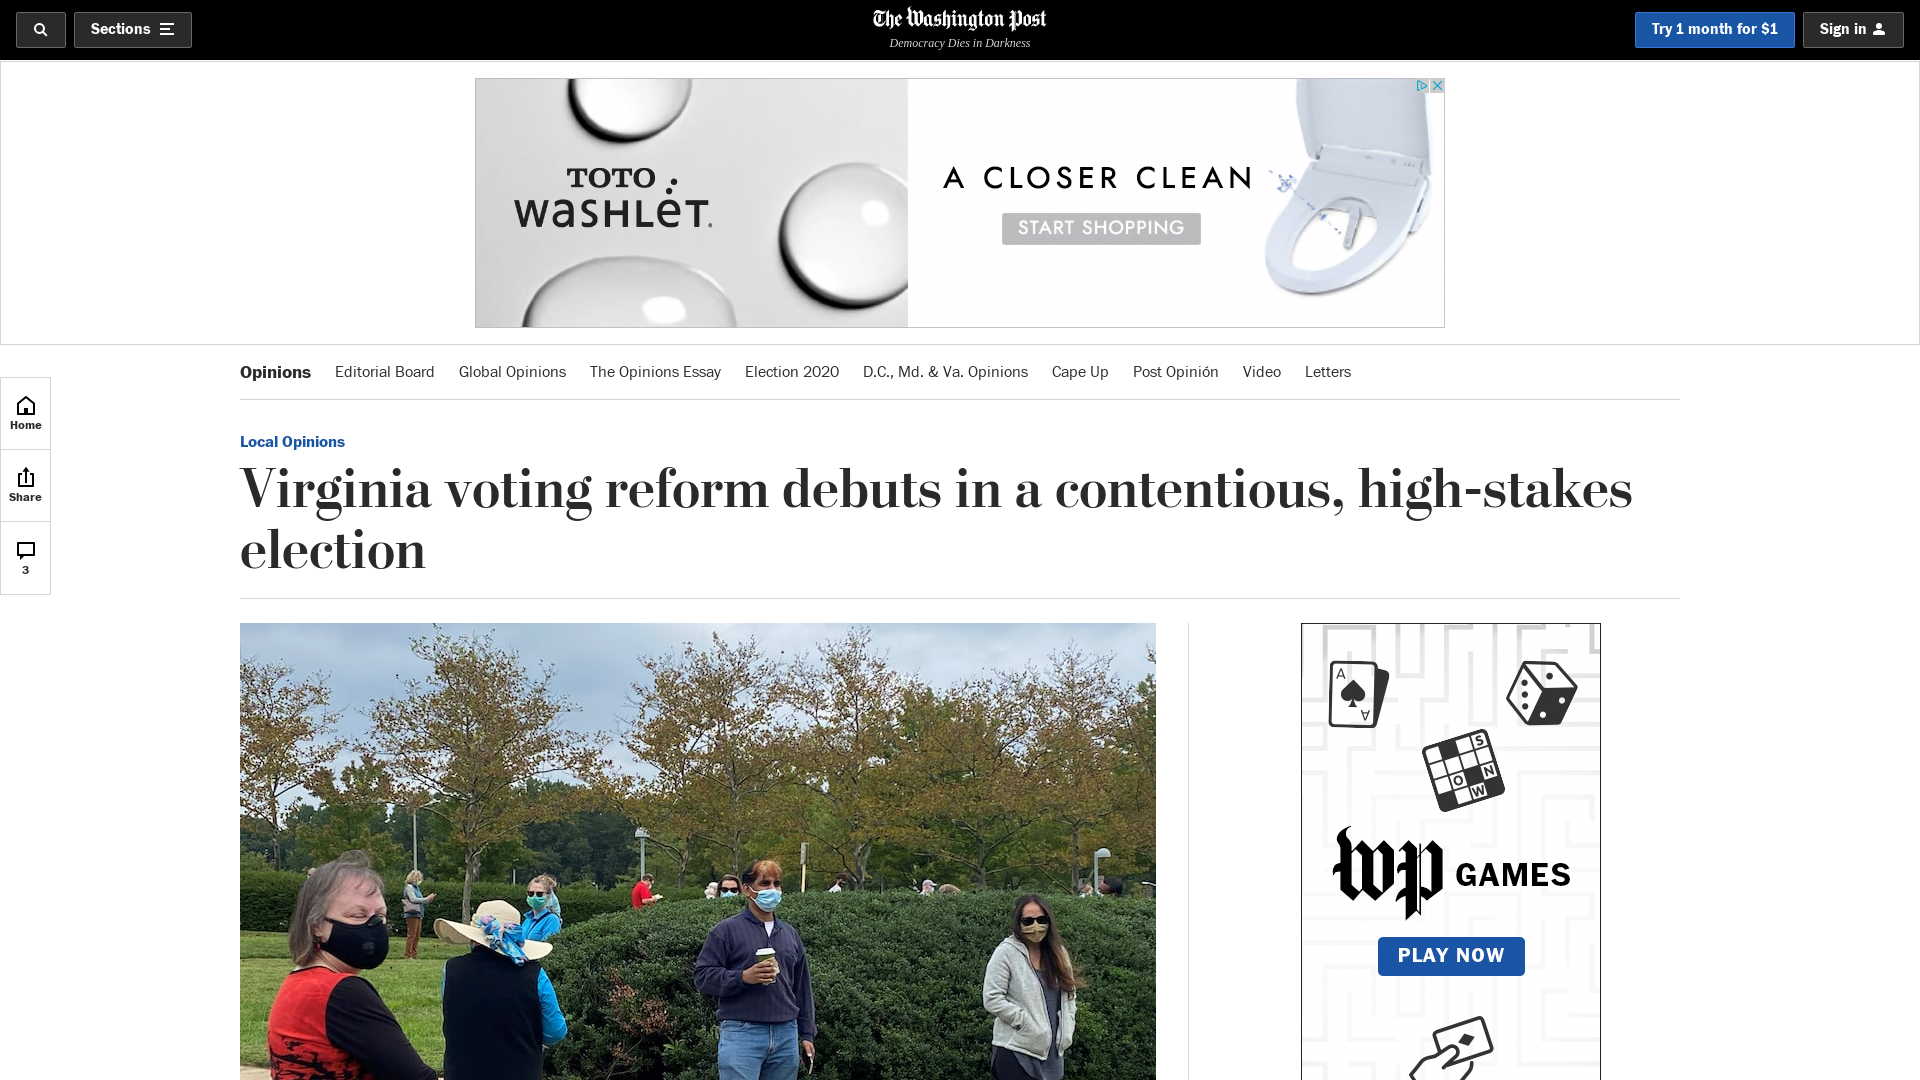 Sections
The Washington Post
Democracy Dies in Darkness
Try 1 month for $1
Sign in
TOTO
WASHLET®
A CLOSER CLEAN
START SHOPPING
Opinions
Editorial Board
Global Opinions
The Opinions Essay
Election 2020
D.C., Md. & Va. Opinions
Cape Up
Post Opinión
Video
Letters
Home
Share
3
Local Opinions
Virginia voting reform debuts in a contentious, high-stakes
election
A
A
S
O N
W
wp GAMES
PLAY NOW